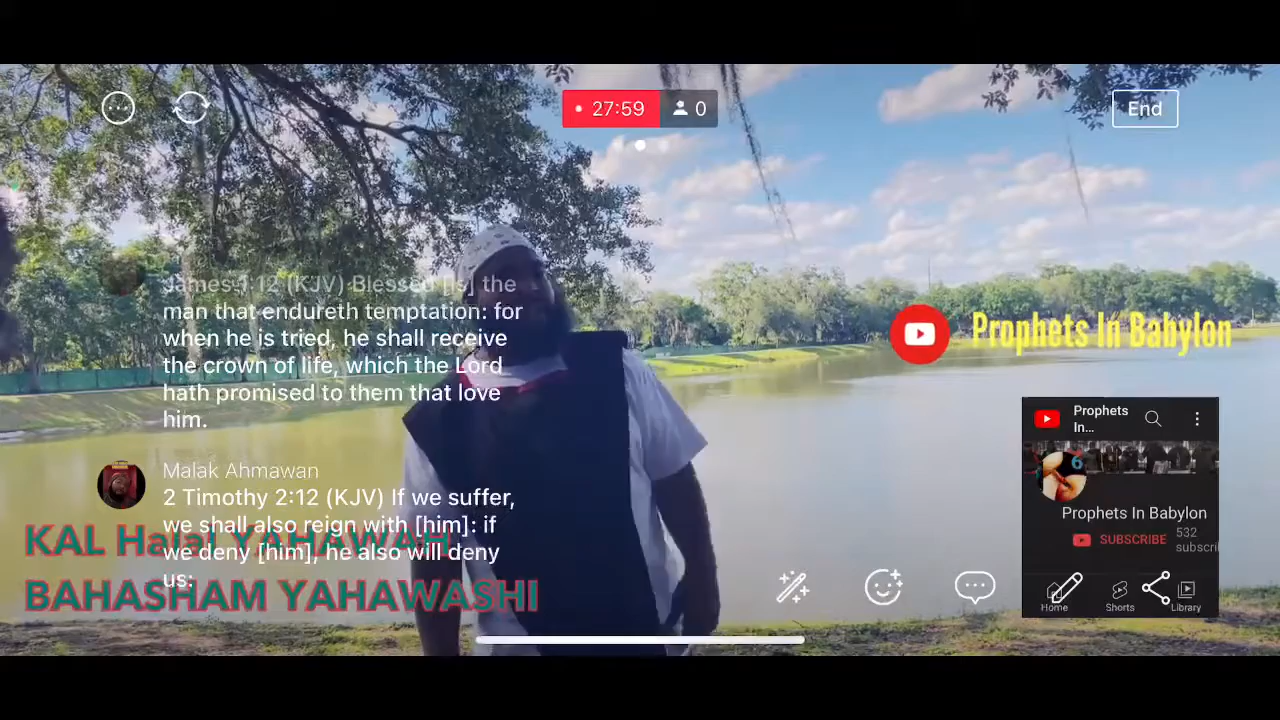 27:59
0
End
James 1:12 (KJV) Blessed [is] the
man that endureth temptation: for
when he is tried, he shall receive
the crown of life, which the Lord
hath promised to them that love
him.
Malak Ahmawan
2 Timothy 2:12 (KJV) If we suffer,
we shall also reign with [him]: if
we deny [him], he also will deny
us:
KAL Halal YAHAWAH
BAHASHAM YAHAWASHI
Prophets In Babylon
Prophets
In...
6
Prophets In Babylon
SUBSCRIBE
532
subscri
Home
Shorts
Library